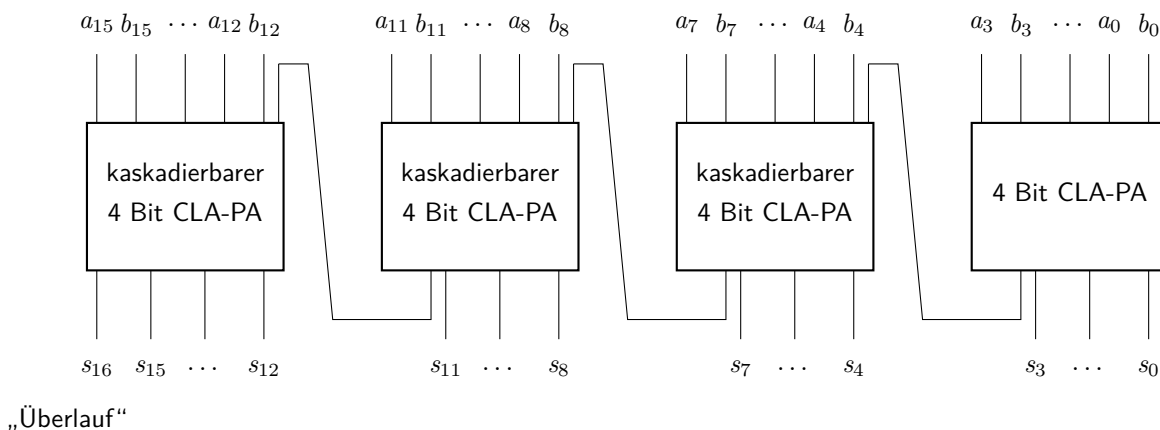 a₁₅ b₁₅ ⋯ a₁₂ b₁₂ a₁₁ b₁₁ ⋯ a₈ b₈ a₇ b₇ ⋯ a₄ b₄ a₃ b₃ ⋯ a₀ b₀
kaskadierbarer kaskadierbarer kaskadierbarer
4 Bit CLA-PA 4 Bit CLA-PA 4 Bit CLA-PA 4 Bit CLA-PA
s₁₆ s₁₅ ⋯ s₁₂ s₁₁ ⋯ s₈ s₇ ⋯ s₄ s₃ ⋯ s₀
„Überlauf“